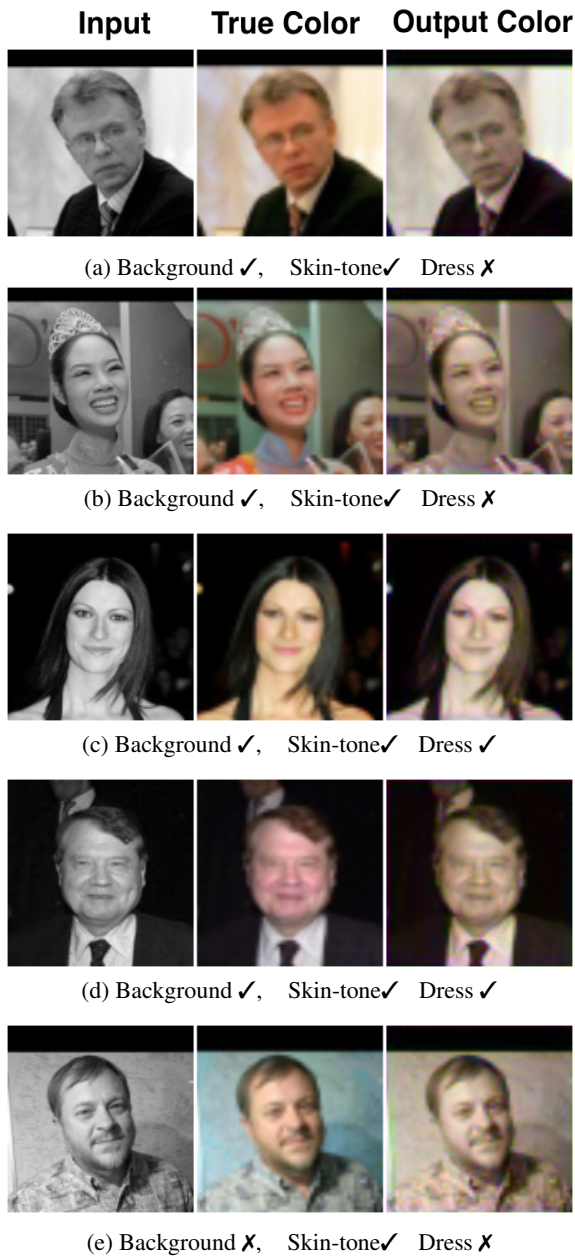 Input True Color Output Color
(a) Background ✓, Skin-tone✓ Dress ✗
(b) Background ✓, Skin-tone✓ Dress ✗
(c) Background ✓, Skin-tone✓ Dress ✓
(d) Background ✓, Skin-tone✓ Dress ✓
(e) Background ✗, Skin-tone✓ Dress ✗